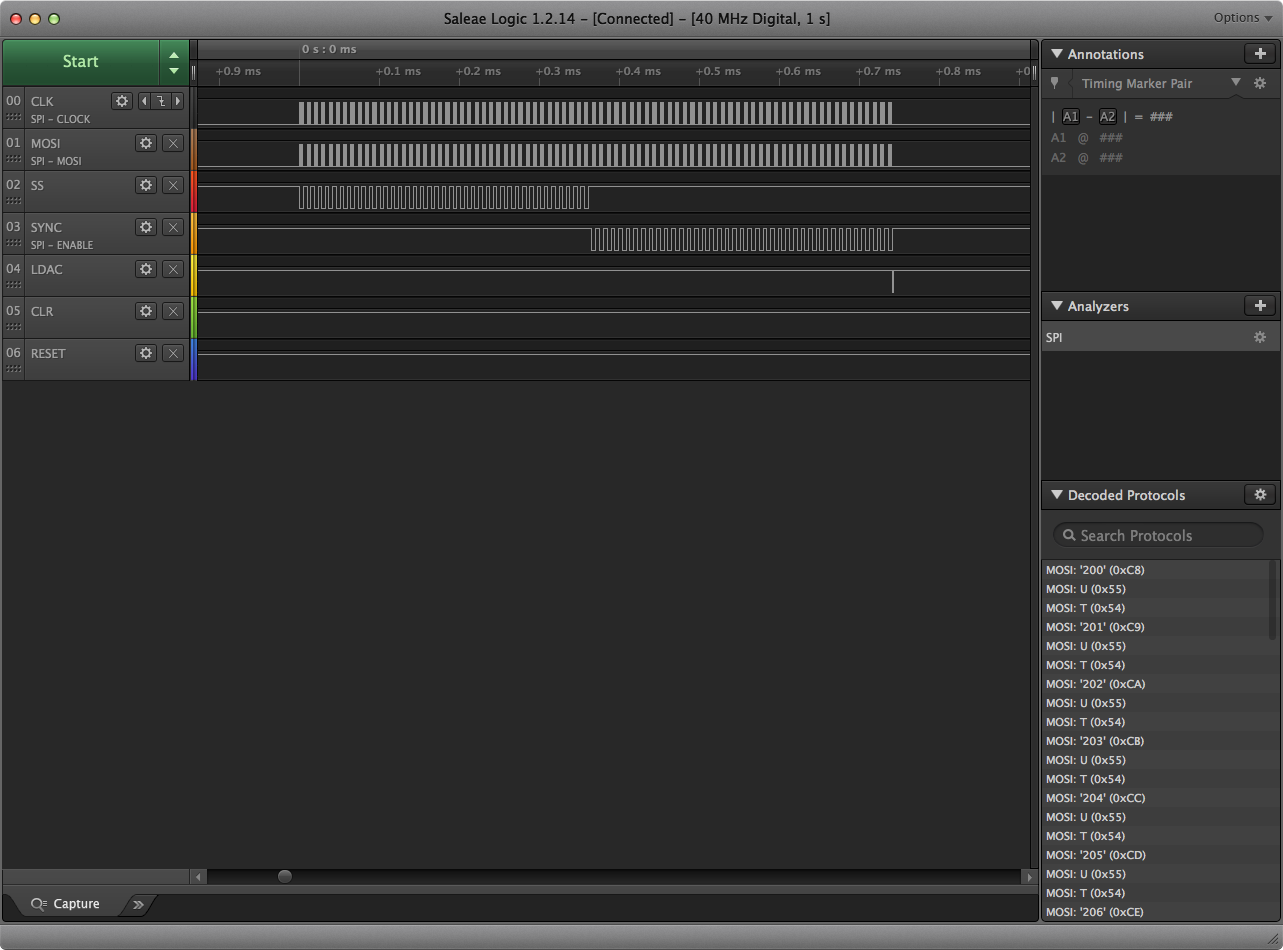 Saleae Logic 1.2.14 - [Connected] - [40 MHz Digital, 1 s]
Options
Start
0 s : 0 ms
+0.9 ms +0.1 ms +0.2 ms +0.3 ms +0.4 ms +0.5 ms +0.6 ms +0.7 ms +0.8 ms +0
00 CLK
SPI - CLOCK
01 MOSI
SPI - MOSI
02 SS
03 SYNC
SPI - ENABLE
04 LDAC
05 CLR
06 RESET
Capture
Annotations
Timing Marker Pair
| A1 - A2 | = ###
A1 @ ###
A2 @ ###
Analyzers
SPI
Decoded Protocols
Search Protocols
MOSI: '200' (0xC8)
MOSI: U (0x55)
MOSI: T (0x54)
MOSI: '201' (0xC9)
MOSI: U (0x55)
MOSI: T (0x54)
MOSI: '202' (0xCA)
MOSI: U (0x55)
MOSI: T (0x54)
MOSI: '203' (0xCB)
MOSI: U (0x55)
MOSI: T (0x54)
MOSI: '204' (0xCC)
MOSI: U (0x55)
MOSI: T (0x54)
MOSI: '205' (0xCD)
MOSI: U (0x55)
MOSI: T (0x54)
MOSI: '206' (0xCE)